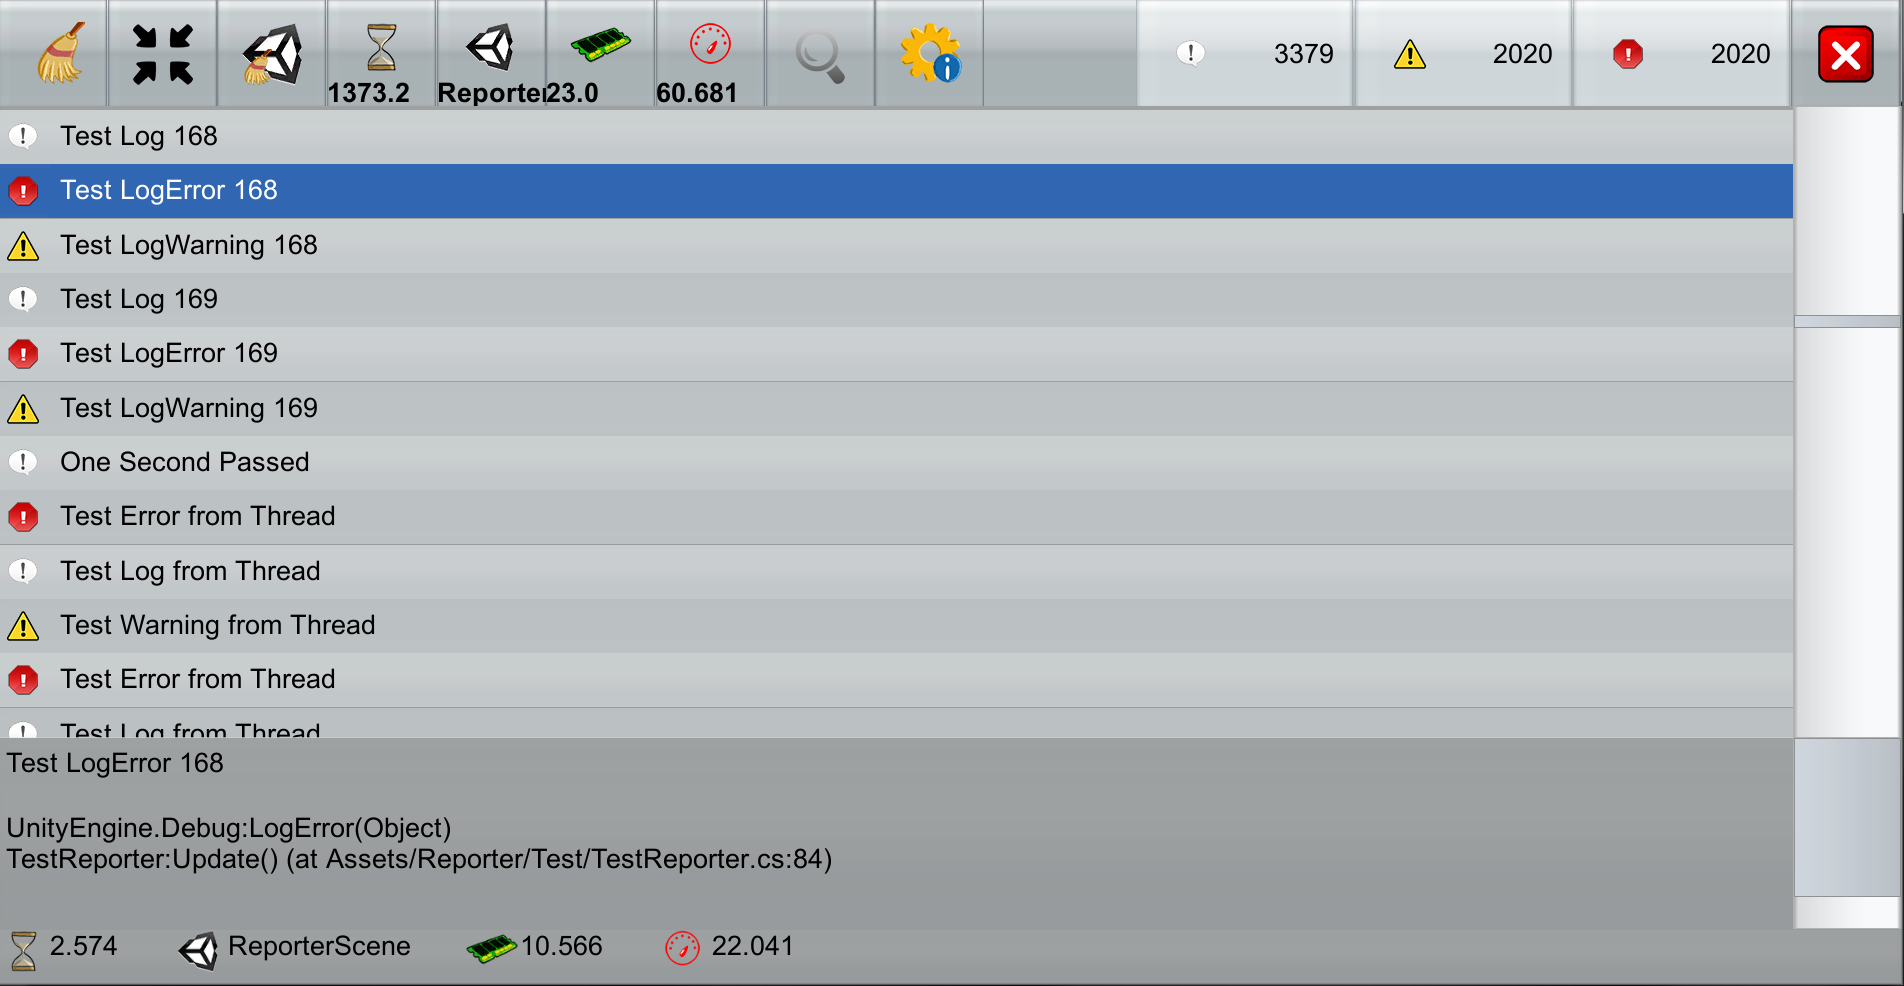 1373.2 Reporter 23.0 60.681 3379 2020 2020
Test Log 168
Test LogError 168
Test LogWarning 168
Test Log 169
Test LogError 169
Test LogWarning 169
One Second Passed
Test Error from Thread
Test Log from Thread
Test Warning from Thread
Test Error from Thread
Test Log from Thread
Test LogError 168
UnityEngine.Debug:LogError(Object)
TestReporter:Update() (at Assets/Reporter/Test/TestReporter.cs:84)
2.574 ReporterScene 10.566 22.041